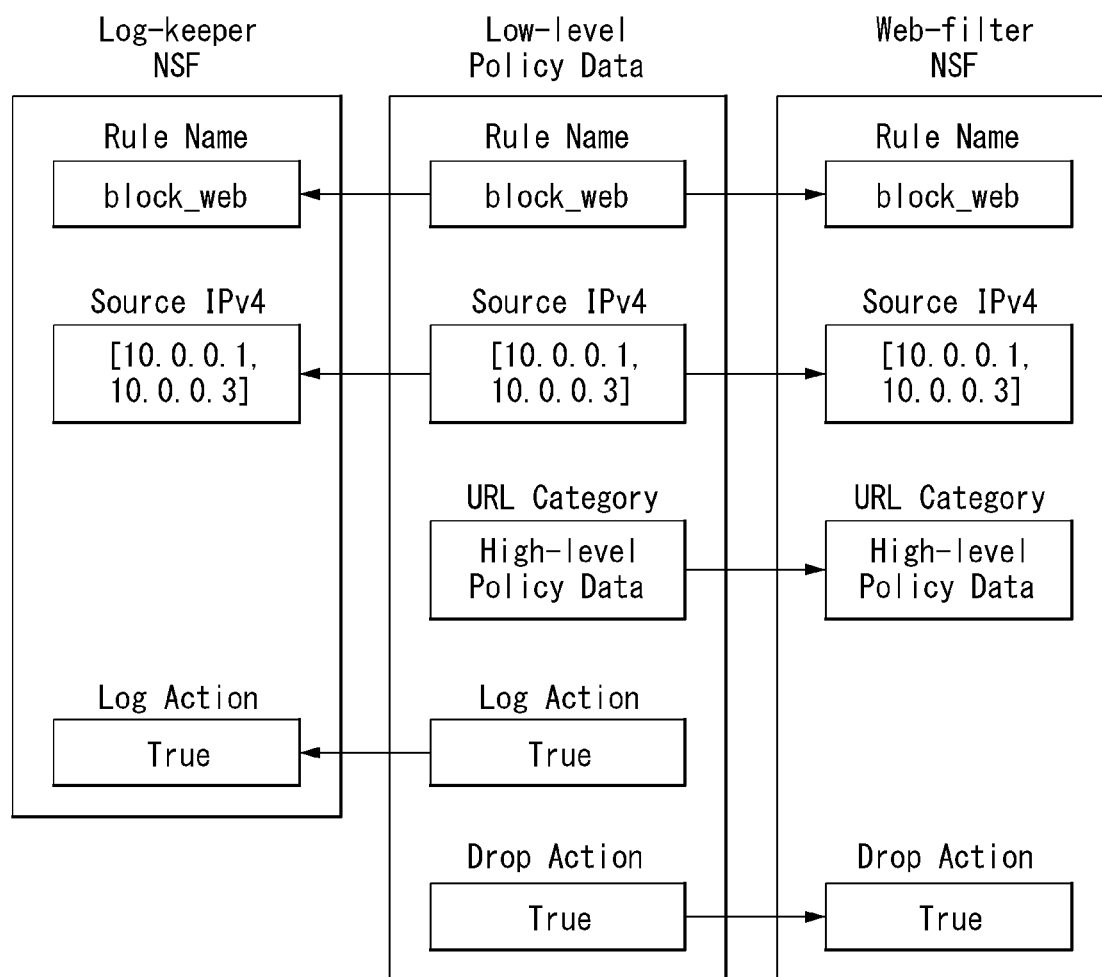 Log-keeper
NSF
Low-level
Policy Data
Web-filter
NSF
Rule Name
block_web
Rule Name
block_web
Rule Name
block_web
Source IPv4
[10.0.0.1,
10.0.0.3]
Source IPv4
[10.0.0.1,
10.0.0.3]
Source IPv4
[10.0.0.1,
10.0.0.3]
URL Category
High-level
Policy Data
URL Category
High-level
Policy Data
Log Action
True
Log Action
True
Drop Action
True
Drop Action
True